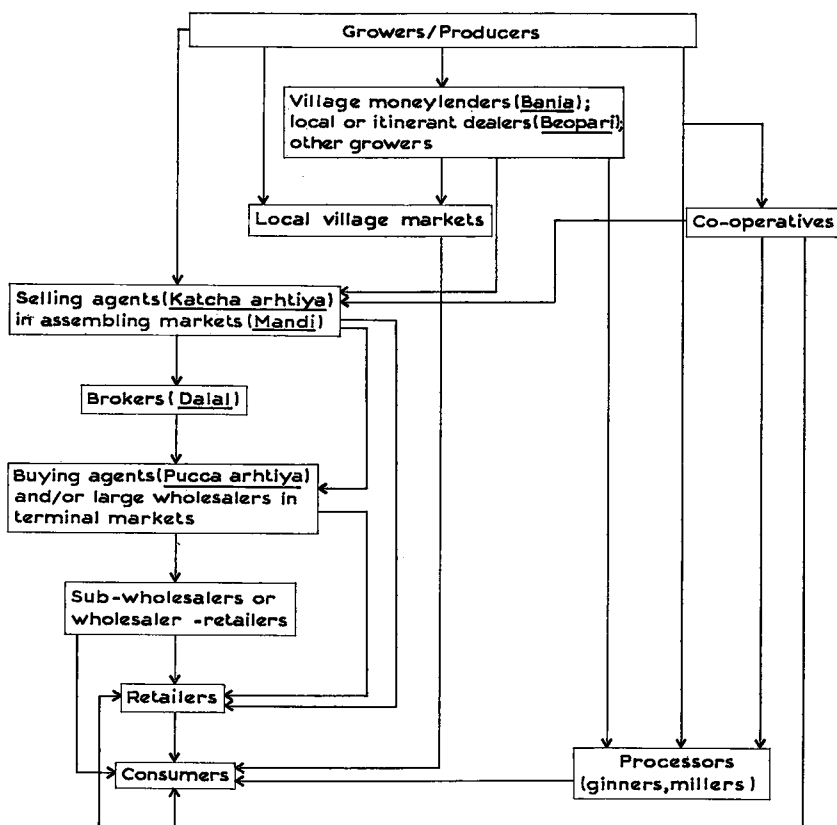 Growers/Producers
Village moneylenders(Bania);
local or itinerant dealers(Beopari);
other growers
Local village markets
Co-operatives
Selling agents(Katcha arhtiya)
in assembling markets(Mandi)
Brokers(Dalal)
Buying agents(Pucca arhtiya)
and/or large wholesalers in
terminal markets
Sub-wholesalers or
wholesaler -retailers
Retailers
Consumers
Processors
(ginners,millers)